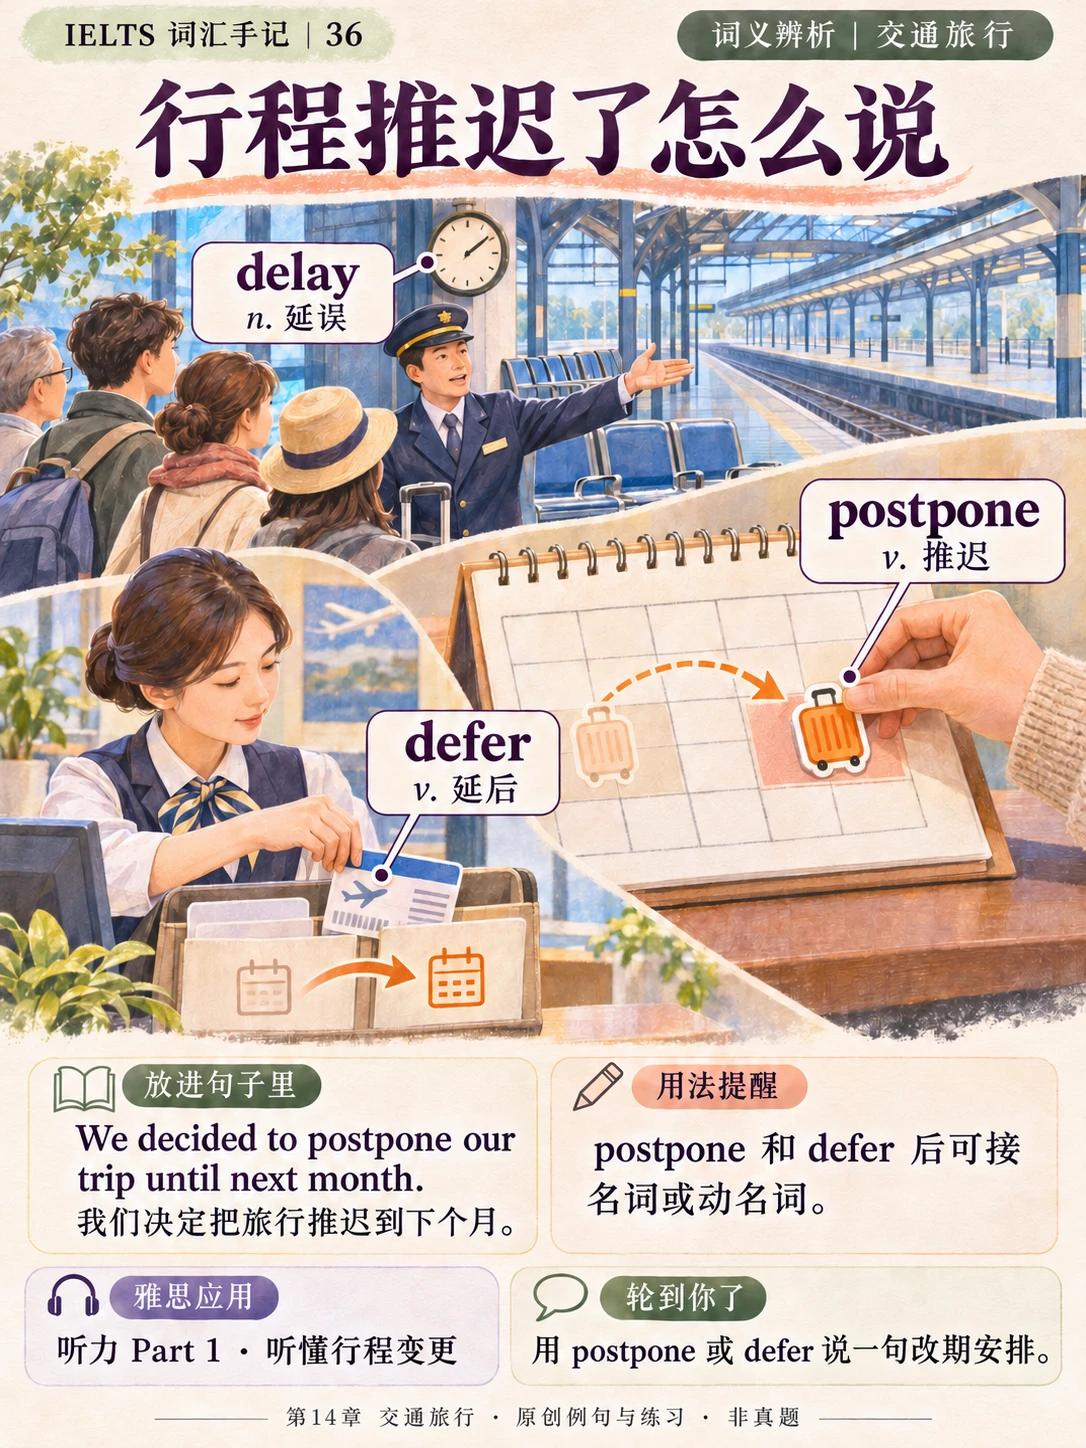 IELTS 词汇手记 | 36
词义辨析 | 交通旅行
行程推迟了怎么说
delay
n. 延误
postpone
v. 推迟
defer
v. 延后
放进句子里
We decided to postpone our
trip until next month.
我们决定把旅行推迟到下个月。
用法提醒
postpone 和 defer 后可接
名词或动名词。
雅思应用
听力 Part 1 · 听懂行程变更
轮到你了
用 postpone 或 defer 说一句改期安排。
第14章 交通旅行 · 原创例句与练习 · 非真题